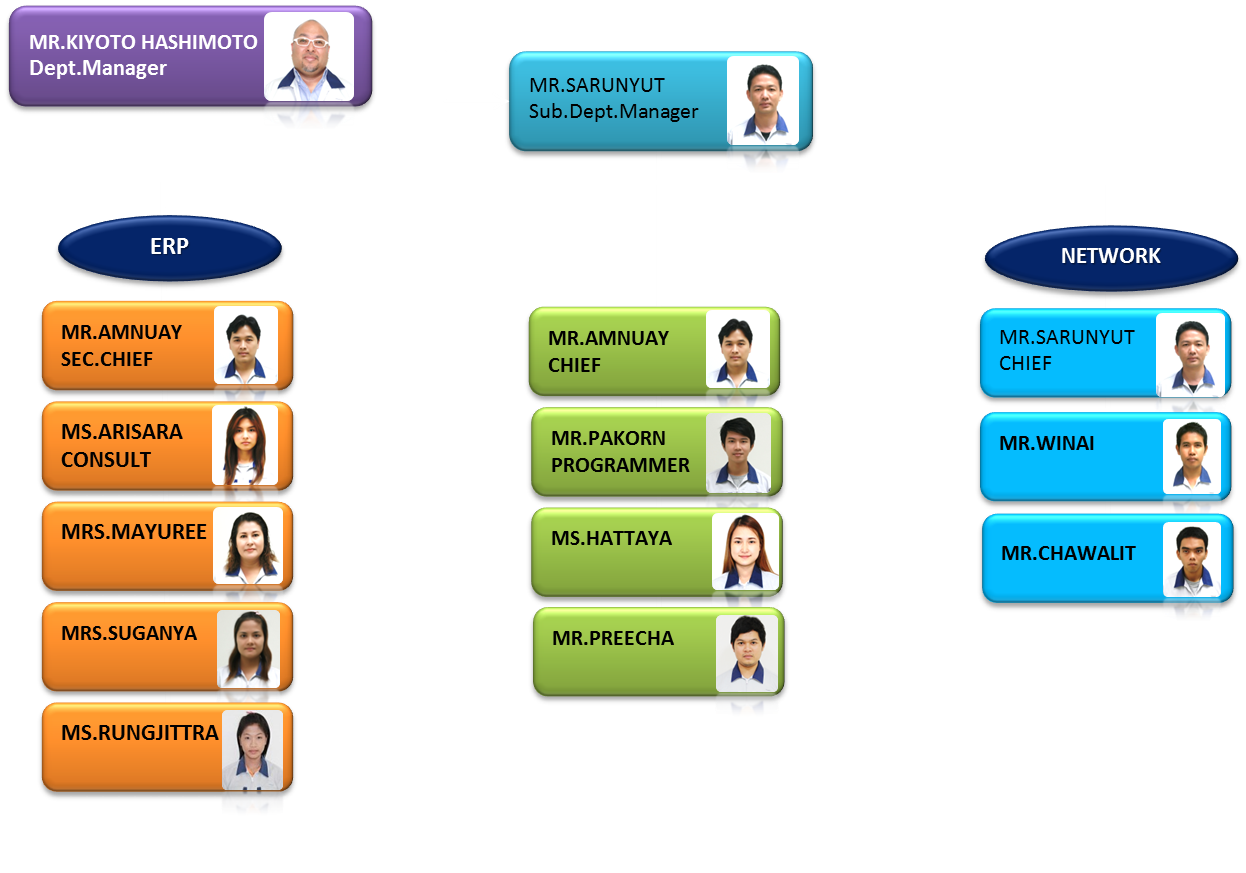 MR.KIYOTO HASHIMOTO
Dept.Manager
MR.SARUNYUT
Sub.Dept.Manager
ERP
MR.AMNUAY
SEC.CHIEF
MS.ARISARA
CONSULT
MRS.MAYUREE
MRS.SUGANYA
MS.RUNGJITTRA
MR.AMNUAY
CHIEF
MR.PAKORN
PROGRAMMER
MS.HATTAYA
MR.PREECHA
NETWORK
MR.SARUNYUT
CHIEF
MR.WINAI
MR.CHAWALIT